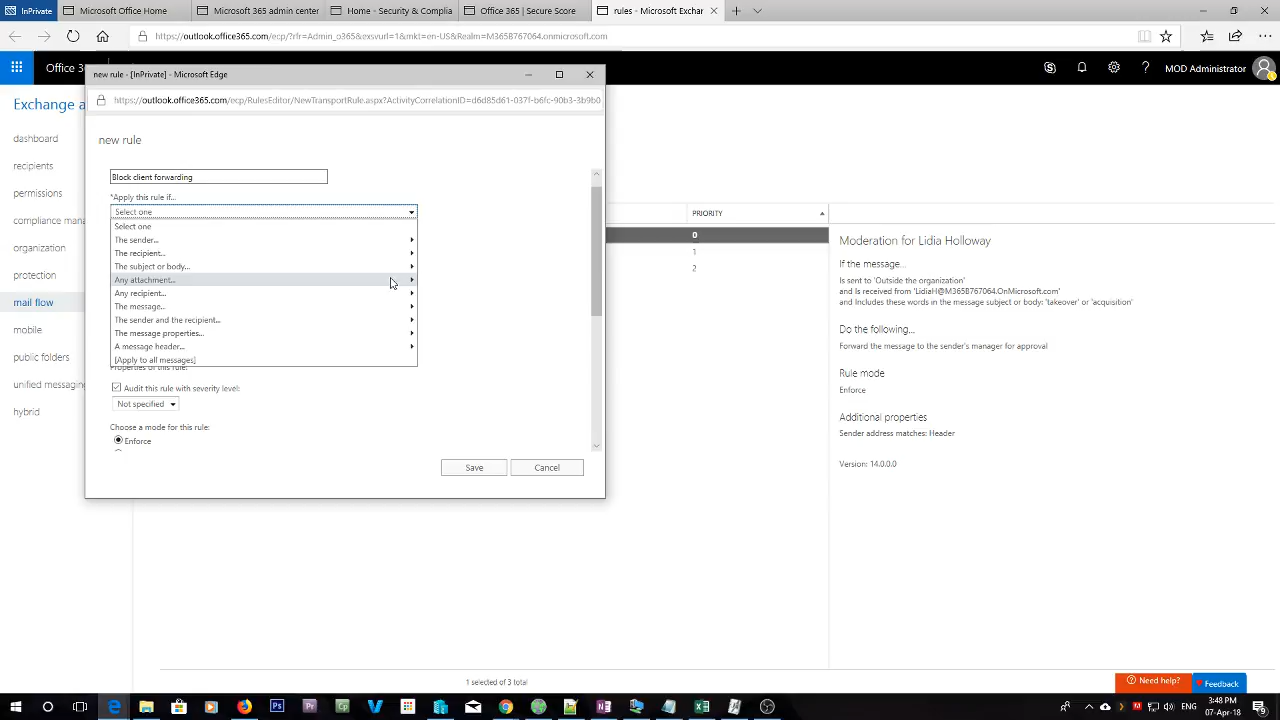 InPrivate
Microsoft Office Home
Microsoft 365 admin center
Home - Security & Complia
Office 365 | Secure Score
rules - Microsoft Exchar
https://outlook.office365.com/ecp/?rfr=Admin_o365&exsvurl=1&mkt=en-US&Realm=M365B767064.OnMicrosoft.com
Office 365
MOD Administrator
new rule - [InPrivate] - Microsoft Edge
https://outlook.office365.com/ecp/RulesEditor/NewTransportRule.aspx?ActivityCorrelationID=d6d85d61-037f-b6fc-90b3-3b9b0
Exchange a
dashboard
recipients
permissions
compliance mana
organization
protection
mail flow
mobile
public folders
unified messaging
hybrid
new rule
Block client forwarding
*Apply this rule if...
Select one
Select one
The sender...
The recipient...
The subject or body...
Any attachment...
Any recipient...
The message...
The sender and the recipient...
The message properties...
A message header...
[Apply to all messages]
Properties of this rule:
Audit this rule with severity level:
Not specified
Choose a mode for this rule:
Enforce
Save
Cancel
PRIORITY
0
1
2
Moderation for Lidia Holloway
If the message...
Is sent to 'Outside the organization'
and Is received from 'LidiaH@M365B767064.OnMicrosoft.com'
and Includes these words in the message subject or body: 'takeover' or 'acquisition'
Do the following...
Forward the message to the sender's manager for approval
Rule mode
Enforce
Additional properties
Sender address matches: Header
Version: 14.0.0.0
1 selected of 3 total
Need help?
Feedback
3:48 PM
07-Apr-18